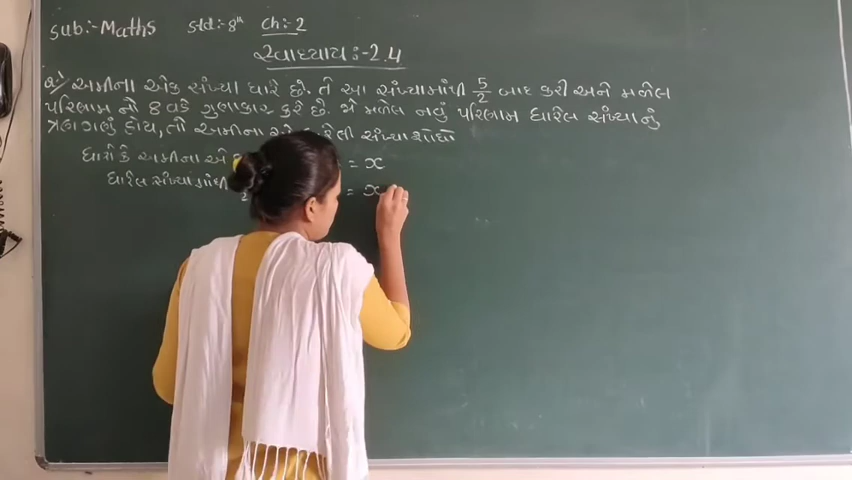 Sub:- Maths Std:- 8th Ch:- 2
સ્વાધ્યાય :- 2.4
Q.1 અમીના એક સંખ્યા ધારે છે. તે આ સંખ્યામાંથી 5/2 બાદ કરી અને મળેલ
પરિણામ નો 8 વડે ગુણાકાર કરે છે. જો મળેલ નવું પરિણામ ધારેલ સંખ્યાનું
ત્રણ ગણું હોય, તો અમીના સંખ્યા શોધો
ધારો કે અમીના એ = x
ધારેલ સંખ્યામાંથી = x